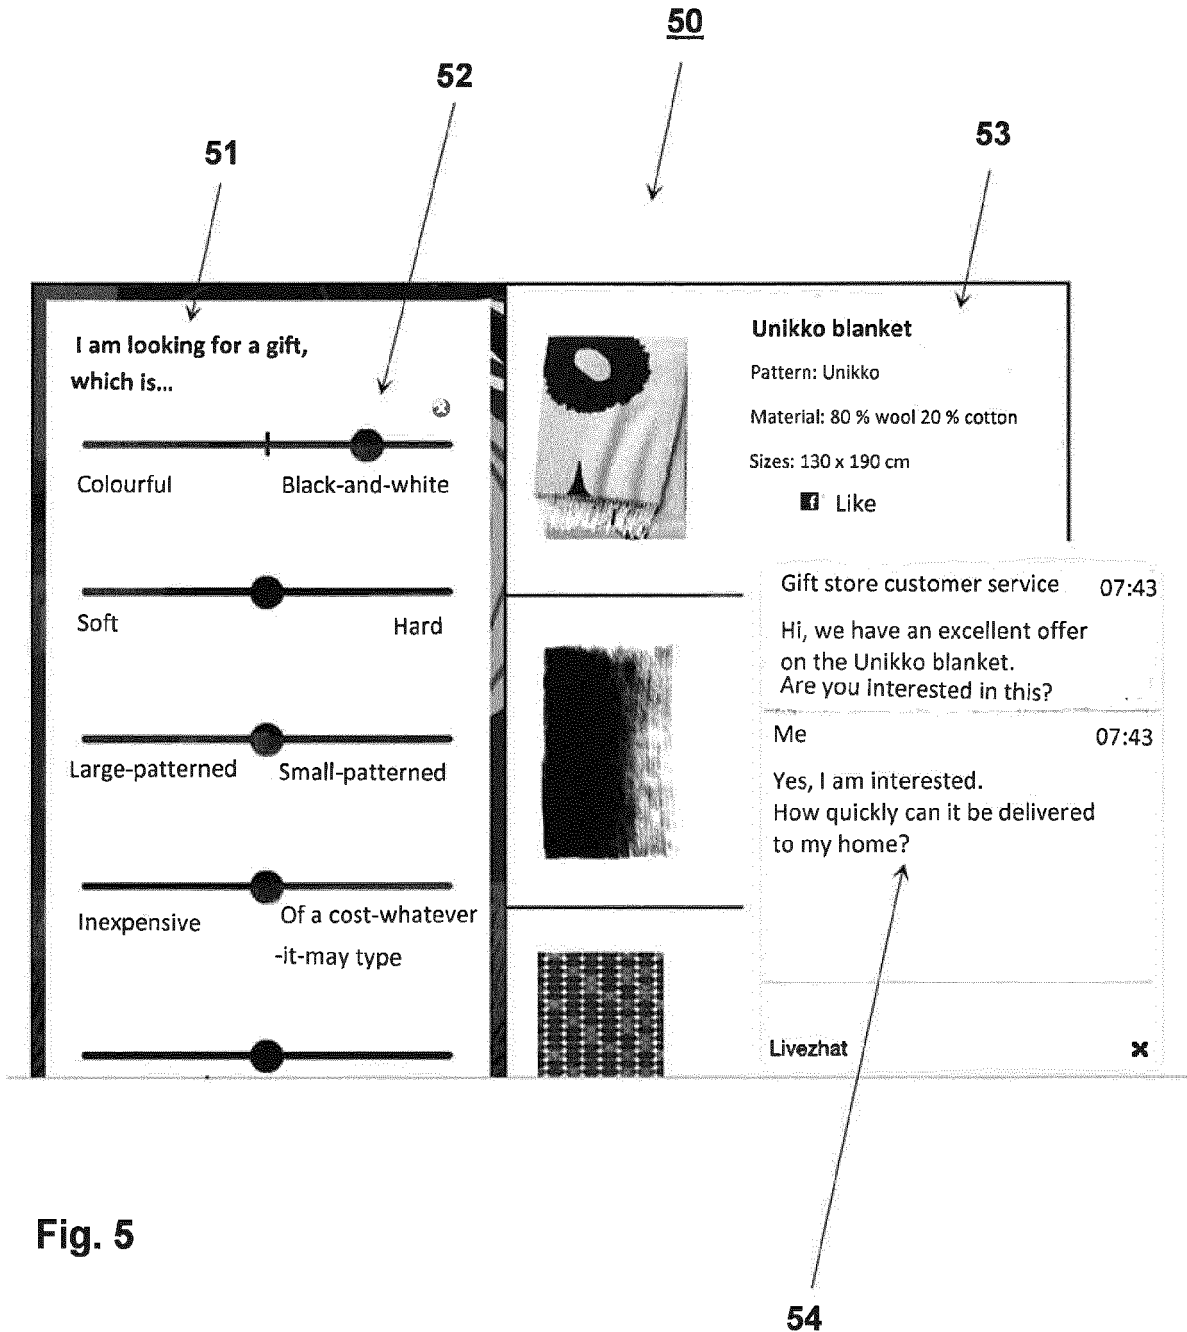 50
52
53
51
I am looking for a gift,
which is...
Colourful Black-and-white
Soft Hard
Large-patterned Small-patterned
Inexpensive Of a cost-whatever
-it-may type
Unikko blanket
Pattern: Unikko
Material: 80 % wool 20 % cotton
Sizes: 130 x 190 cm
f Like
Gift store customer service 07:43
Hi, we have an excellent offer
on the Unikko blanket.
Are you interested in this?
Me 07:43
Yes, I am interested.
How quickly can it be delivered
to my home?
Livezhat ×
Fig. 5
54